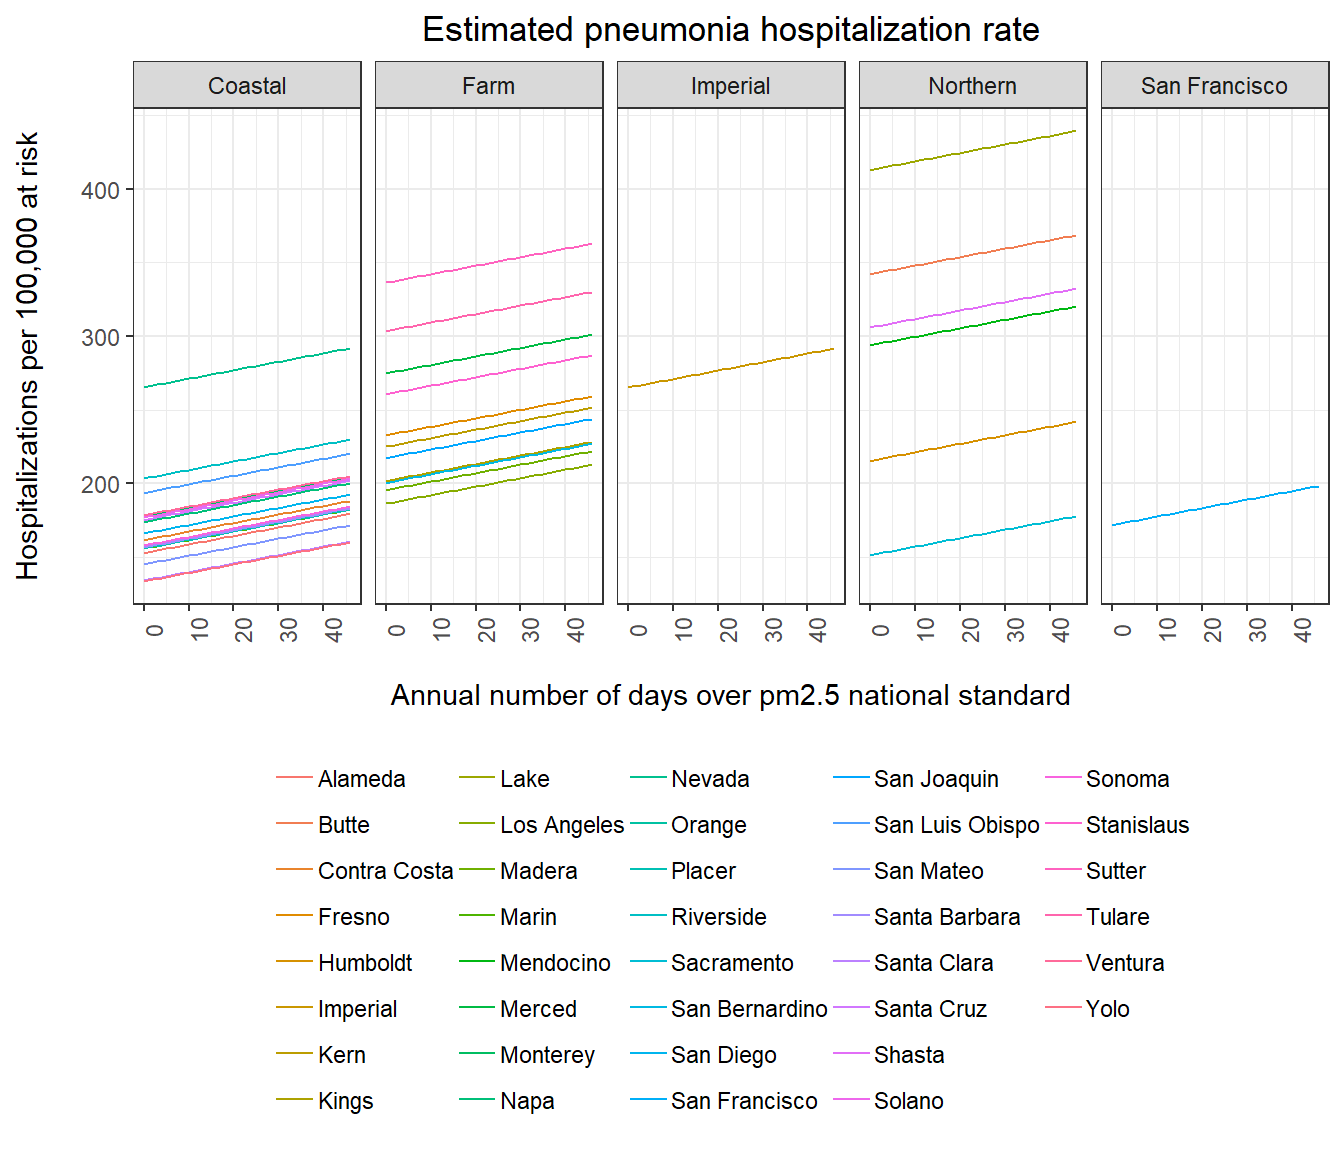 Estimated pneumonia hospitalization rate
Coastal Farm Imperial Northern San Francisco
Hospitalizations per 100,000 at risk
400
300
200
0 10 20 30 40 0 10 20 30 40 0 10 20 30 40 0 10 20 30 40 0 10 20 30 40
Annual number of days over pm2.5 national standard
Alameda Lake Nevada San Joaquin Sonoma
Butte Los Angeles Orange San Luis Obispo Stanislaus
Contra Costa Madera Placer San Mateo Sutter
Fresno Marin Riverside Santa Barbara Tulare
Humboldt Mendocino Sacramento Santa Clara Ventura
Imperial Merced San Bernardino Santa Cruz Yolo
Kern Monterey San Diego Shasta
Kings Napa San Francisco Solano